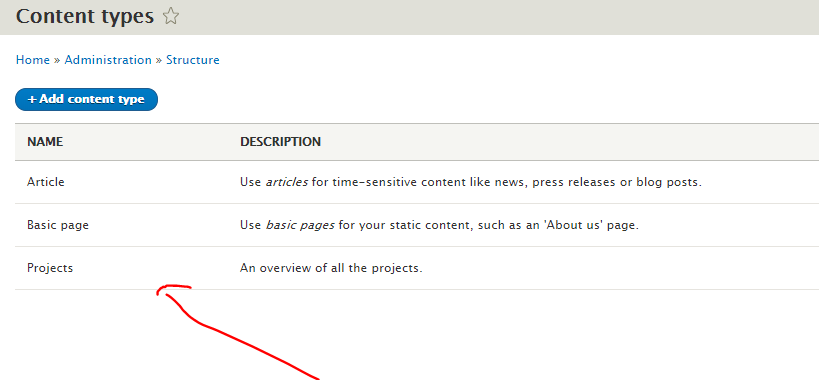 Content types
Home » Administration » Structure
+ Add content type
NAME DESCRIPTION
Article Use articles for time-sensitive content like news, press releases or blog posts.
Basic page Use basic pages for your static content, such as an 'About us' page.
Projects An overview of all the projects.